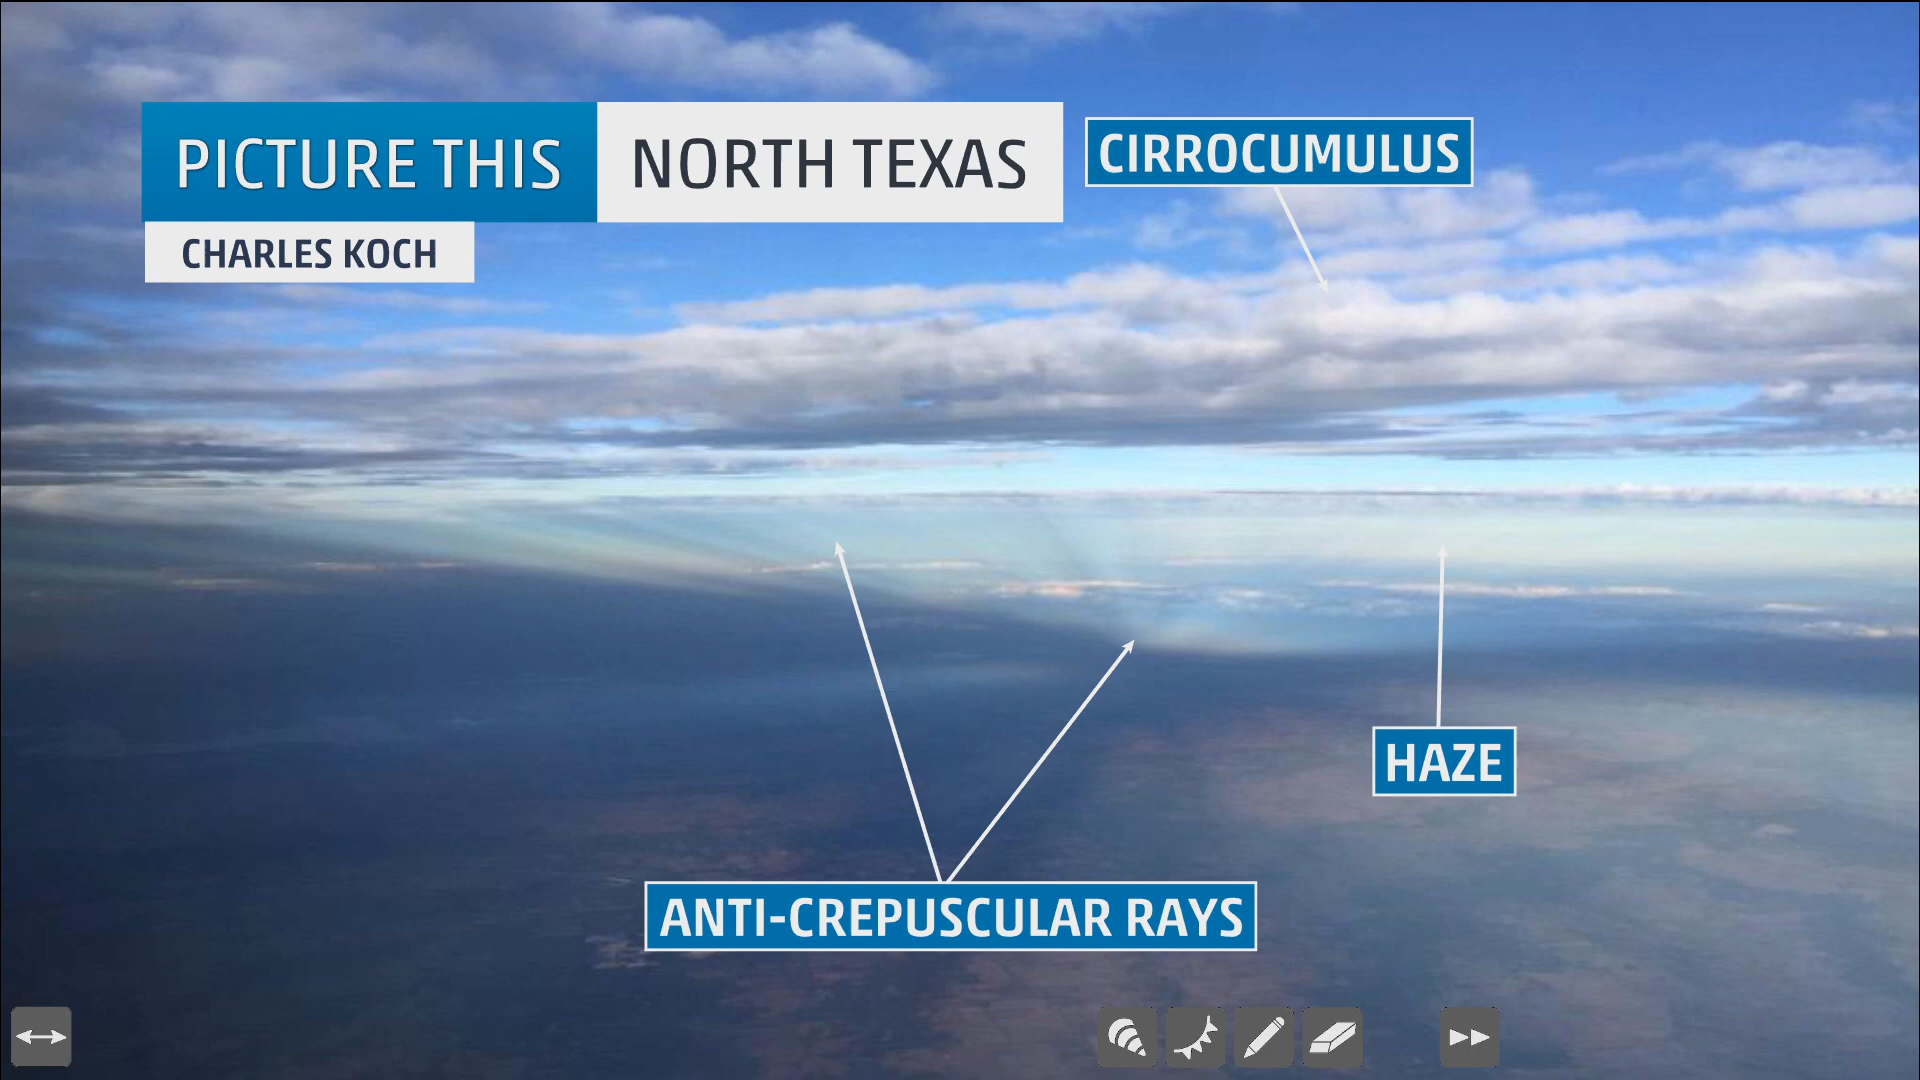 PICTURE THIS
NORTH TEXAS
CHARLES KOCH
CIRROCUMULUS
HAZE
ANTI-CREPUSCULAR RAYS